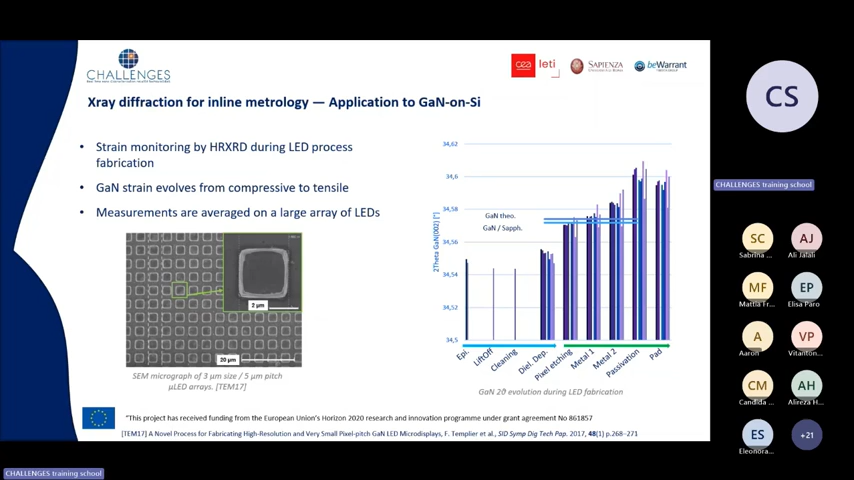 CHALLENGES
cea leti
SAPIENZA
beWarrant
Xray diffraction for inline metrology — Application to GaN-on-Si
• Strain monitoring by HRXRD during LED process
fabrication
• GaN strain evolves from compressive to tensile
• Measurements are averaged on a large array of LEDs
2 µm
20 µm
SEM micrograph of 3 µm size / 5 µm pitch
µLED arrays. [TEM17]
2Theta GaN(002) [°]
34,62
34,6
34,58
34,56
34,54
34,52
34,5
GaN theo.
GaN / Sapph.
Epi.
LiftOff
Cleaning
Diel. Dep.
Pixel etching
Metal 1
Metal 2
Passivation
Pad
GaN 2θ evolution during LED fabrication
"This project has received funding from the European Union's Horizon 2020 research and innovation programme under grant agreement No 861857
[TEM17] A Novel Process for Fabricating High-Resolution and Very Small Pixel-pitch GaN LED Microdisplays, F. Templier et al., SID Symp Dig Tech Pap. 2017, 48(1) p.268–271
CS
CHALLENGES training school
SC
Sabrina ...
AJ
Ali Jalali
MF
Mattia Fr...
EP
Elisa Paro
A
Aaron
VP
Vitanton...
CM
Candida ...
AH
Alireza H...
ES
Eleonora...
+21
CHALLENGES training school